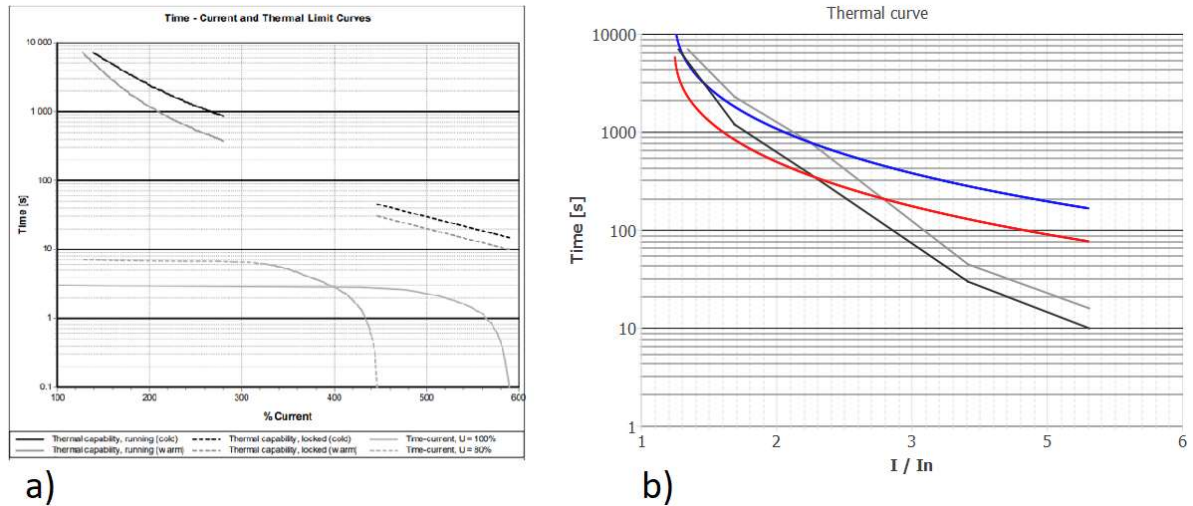 Time - Current and Thermal Limit Curves
10 000
1 000
100
10
1
0.1
Time [s]
100 200 300 400 500 600
% Current
Thermal capability, running (cold)
Thermal capability, locked (cold)
Time-current, U = 100%
Thermal capability, running (warm)
Thermal capability, locked (warm)
Time-current, U = 80%
a)
Thermal curve
10000
1000
100
10
1
Time [s]
1 2 3 5 6
I / In
b)